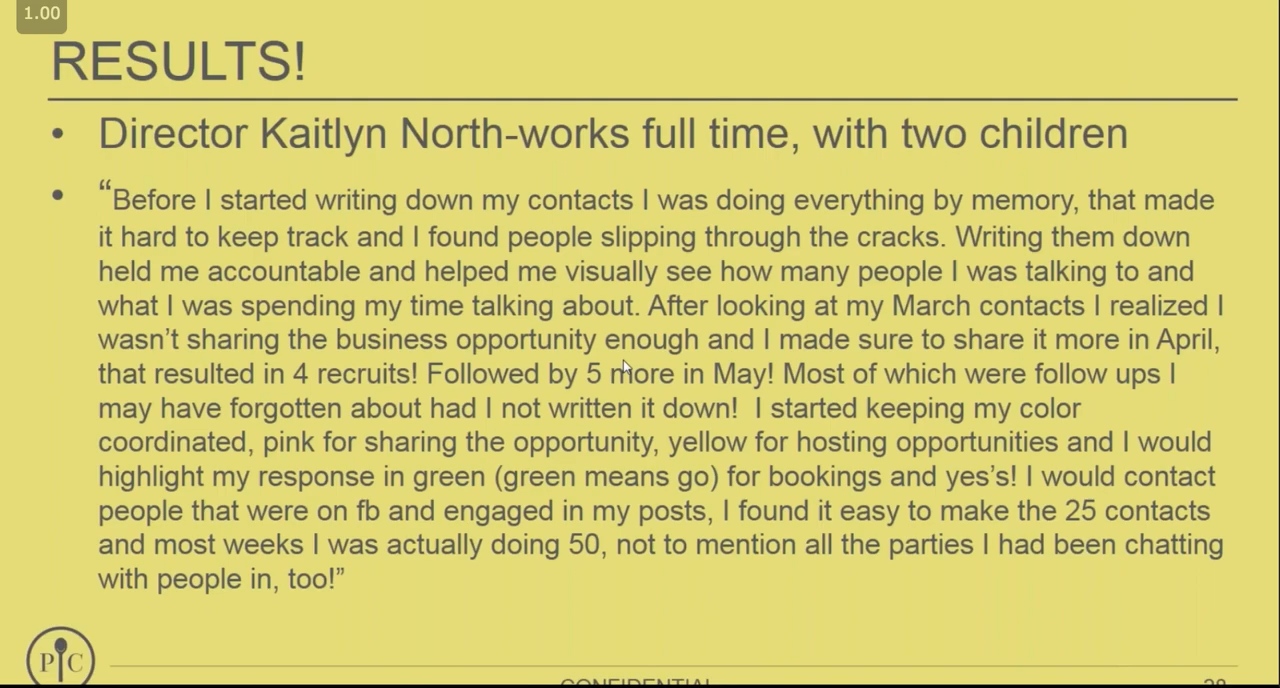 1.00
RESULTS!
• Director Kaitlyn North-works full time, with two children
• “Before I started writing down my contacts I was doing everything by memory, that made
it hard to keep track and I found people slipping through the cracks. Writing them down
held me accountable and helped me visually see how many people I was talking to and
what I was spending my time talking about. After looking at my March contacts I realized I
wasn’t sharing the business opportunity enough and I made sure to share it more in April,
that resulted in 4 recruits! Followed by 5 more in May! Most of which were follow ups I
may have forgotten about had I not written it down!  I started keeping my color
coordinated, pink for sharing the opportunity, yellow for hosting opportunities and I would
highlight my response in green (green means go) for bookings and yes’s! I would contact
people that were on fb and engaged in my posts, I found it easy to make the 25 contacts
and most weeks I was actually doing 50, not to mention all the parties I had been chatting
with people in, too!”
PC
CONFIDENTIAL